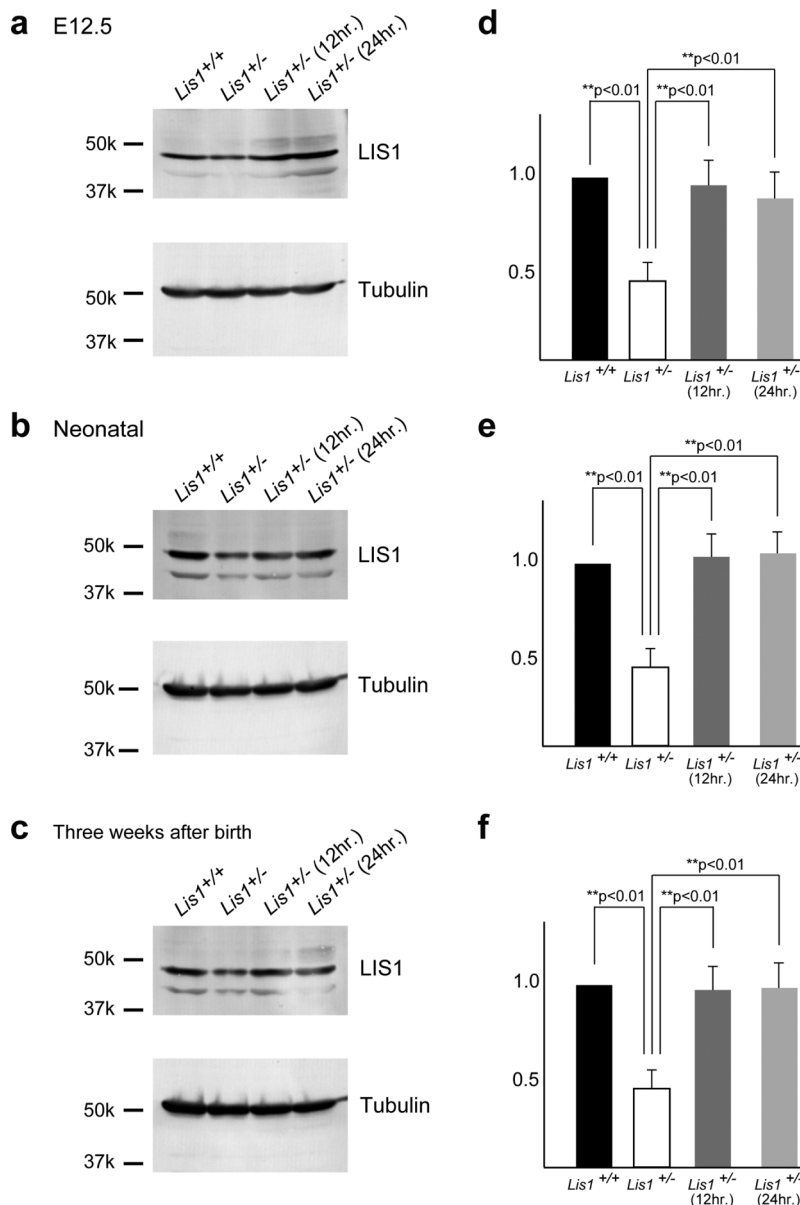 a E12.5
Lis1+/+ Lis1+/- Lis1+/- (12hr.) Lis1+/- (24hr.)
50k
37k
LIS1
50k
37k
Tubulin
b Neonatal
Lis1+/+ Lis1+/- Lis1+/- (12hr.) Lis1+/- (24hr.)
50k
37k
LIS1
50k
37k
Tubulin
c Three weeks after birth
Lis1+/+ Lis1+/- Lis1+/- (12hr.) Lis1+/- (24hr.)
50k
37k
LIS1
50k
37k
Tubulin
d
**p<0.01
**p<0.01 **p<0.01
1.0
0.5
Lis1 +/+ Lis1 +/- Lis1 +/- Lis1 +/-
(12hr.) (24hr.)
e
**p<0.01
**p<0.01 **p<0.01
1.0
0.5
Lis1 +/+ Lis1 +/- Lis1 +/- Lis1 +/-
(12hr.) (24hr.)
f
**p<0.01
**p<0.01 **p<0.01
1.0
0.5
Lis1 +/+ Lis1 +/- Lis1 +/- Lis1 +/-
(12hr.) (24hr.)